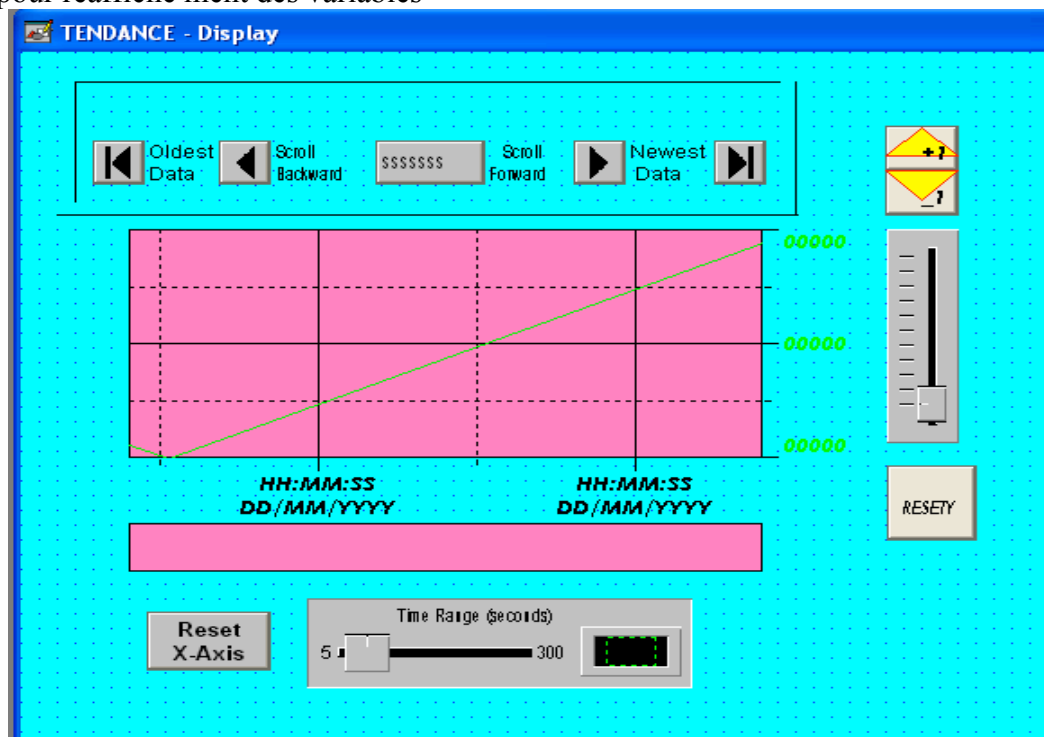 pour réaffiche ment des variables
TENDANCE - Display
Oldest
Data
Scroll
Backward
SSSSSSS
Scroll
Forward
Newest
Data
+1
_1
00000
00000
00000
HH:MM:SS
DD/MM/YYYY
HH:MM:SS
DD/MM/YYYY
RESETY
Reset
X-Axis
Time Range (seconds)
5
300